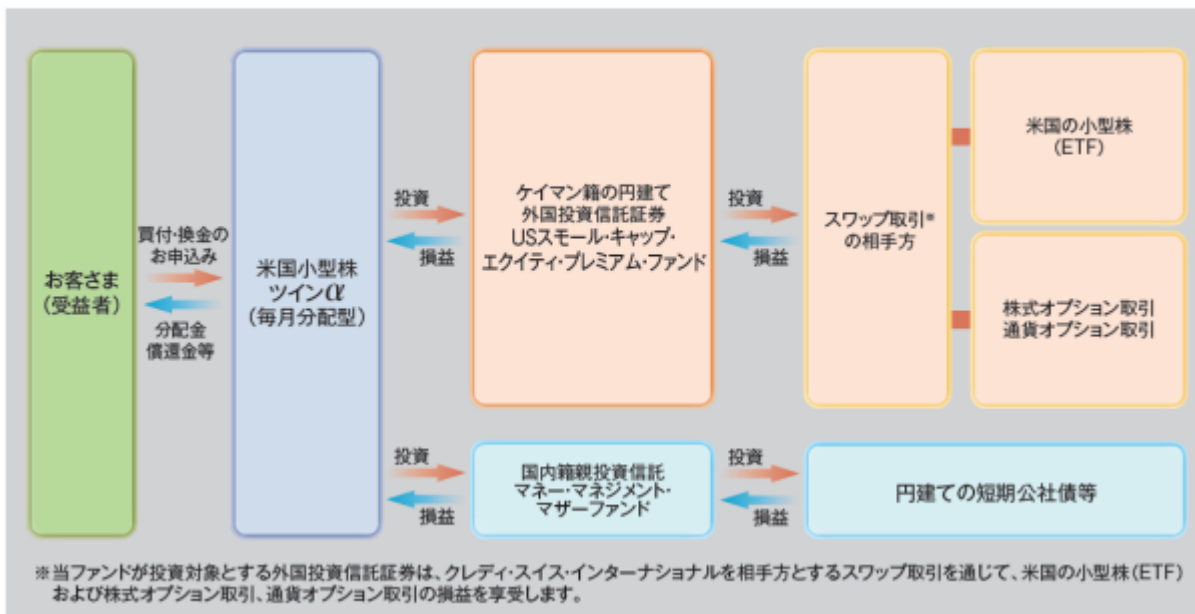 お客さま
(受益者)
買付・換金の
お申込み
分配金
償還金等
米国小型株
ツインα
(毎月分配型)
投資
損益
ケイマン籍の円建て
外国投資信託証券
USスモール・キャップ・
エクイティ・プレミアム・ファンド
投資
損益
スワップ取引※
の相手方
米国の小型株
(ETF)
株式オプション取引
通貨オプション取引
投資
損益
国内籍親投資信託
マネー・マネジメント・
マザーファンド
投資
損益
円建ての短期公社債等
※当ファンドが投資対象とする外国投資信託証券は、クレディ・スイス・インターナショナルを相手方とするスワップ取引を通じて、米国の小型株(ETF)
および株式オプション取引、通貨オプション取引の損益を享受します。